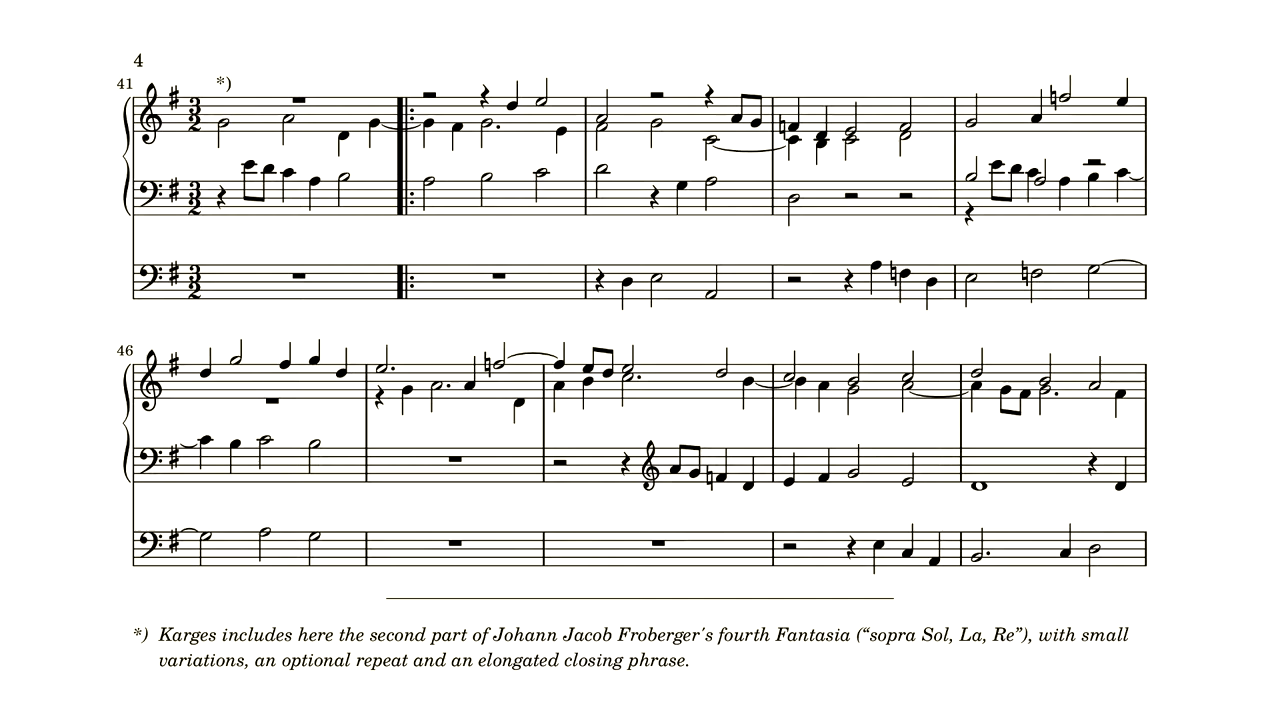 4
41
*)
46
*) Karges includes here the second part of Johann Jacob Froberger's fourth Fantasia (“sopra Sol, La, Re”), with small
variations, an optional repeat and an elongated closing phrase.